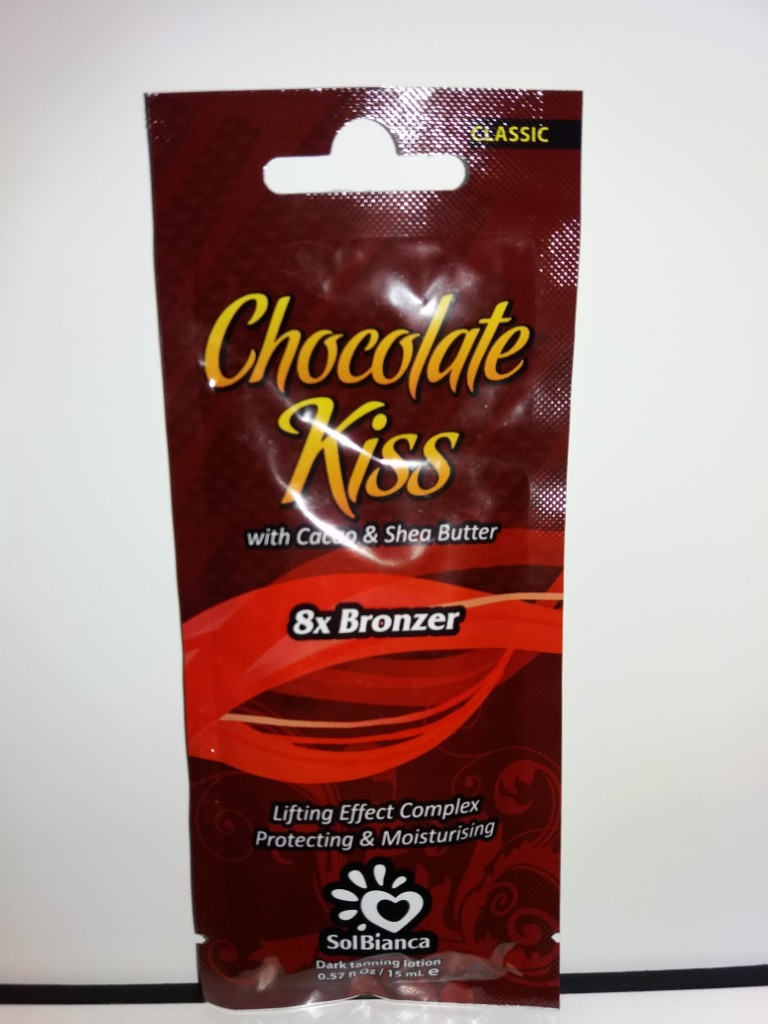 CLASSIC
Chocolate
Kiss
with Cacao & Shea Butter
8x Bronzer
Lifting Effect Complex
Protecting & Moisturising
SolBianca
Dark tanning lotion
0.57 fl Oz / 15 mL e